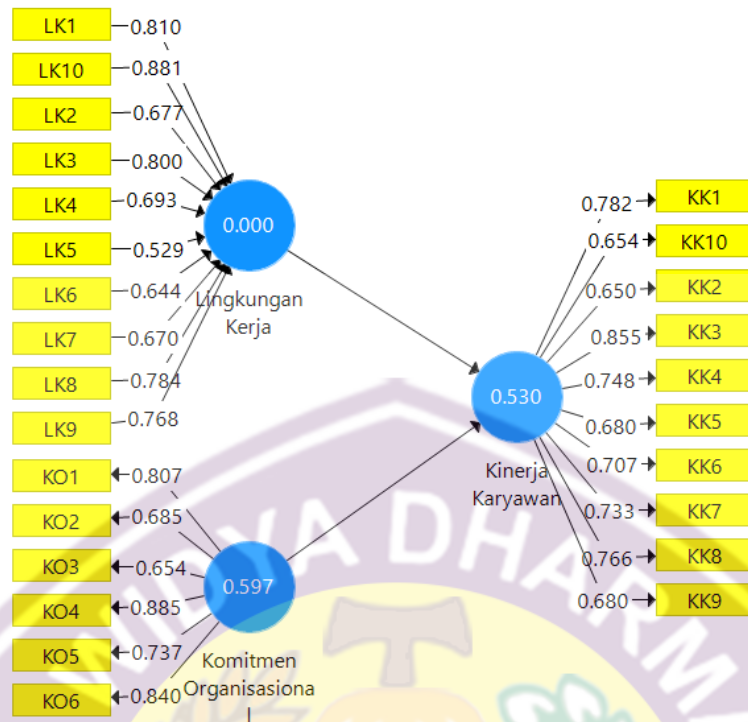 LK1
0.810
LK10
0.881
LK2
0.677
LK3
0.800
LK4
0.693
LK5
0.529
LK6
0.644
LK7
0.670
LK8
0.784
LK9
0.768
0.000
Lingkungan
Kerja
KO1
0.807
KO2
0.685
KO3
0.654
KO4
0.885
KO5
0.737
KO6
0.840
0.597
Komitmen
Organisasiona
l
0.530
Kinerja
Karyawan
0.782
KK1
0.654
KK10
0.650
KK2
0.855
KK3
0.748
KK4
0.680
KK5
0.707
KK6
0.733
KK7
0.766
KK8
0.680
KK9
WIDYA DHARM